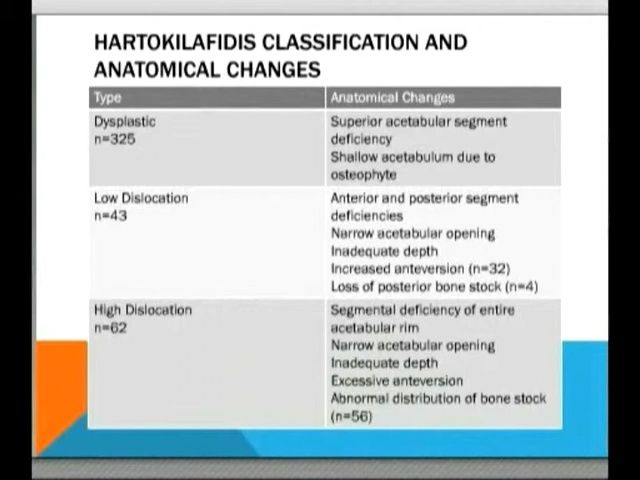 HARTOKILAFIDIS CLASSIFICATION AND
ANATOMICAL CHANGES
Type
Anatomical Changes
Dysplastic
n=325
Superior acetabular segment
deficiency
Shallow acetabulum due to
osteophyte
Low Dislocation
n=43
Anterior and posterior segment
deficiencies
Narrow acetabular opening
Inadequate depth
Increased anteversion (n=32)
Loss of posterior bone stock (n=4)
High Dislocation
n=62
Segmental deficiency of entire
acetabular rim
Narrow acetabular opening
Inadequate depth
Excessive anteversion
Abnormal distribution of bone stock
(n=56)